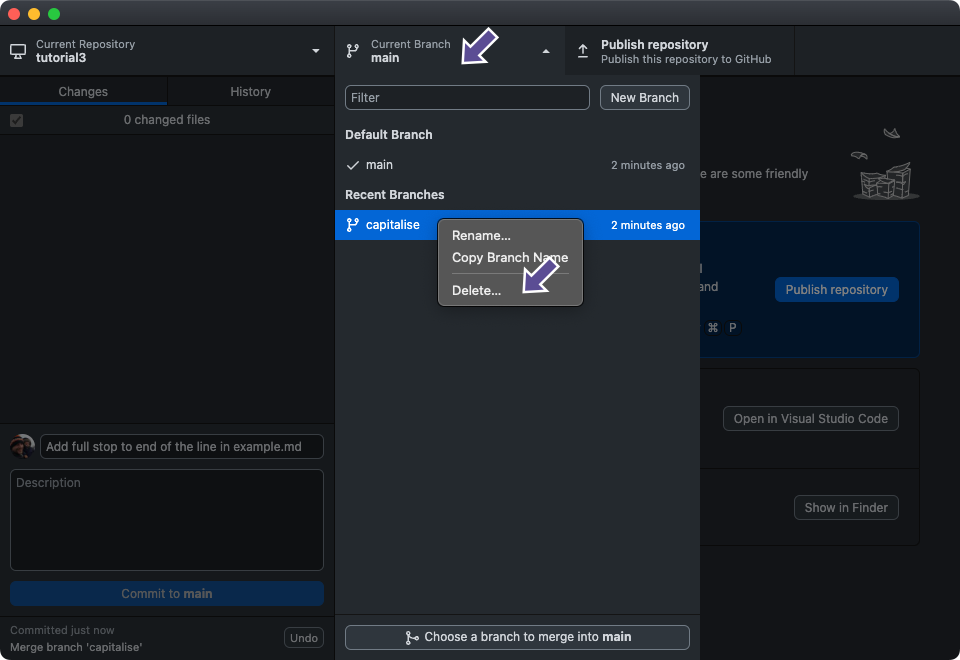 Current Repository
tutorial3
Current Branch
main
Publish repository
Publish this repository to GitHub
Changes
History
0 changed files
Filter
New Branch
Default Branch
main
2 minutes ago
Recent Branches
capitalise
2 minutes ago
Rename...
Copy Branch Name
Delete...
e are some friendly
and
Publish repository
⌘ P
Open in Visual Studio Code
Show in Finder
Add full stop to end of the line in example.md
Description
Commit to main
Committed just now
Merge branch 'capitalise'
Undo
Choose a branch to merge into main